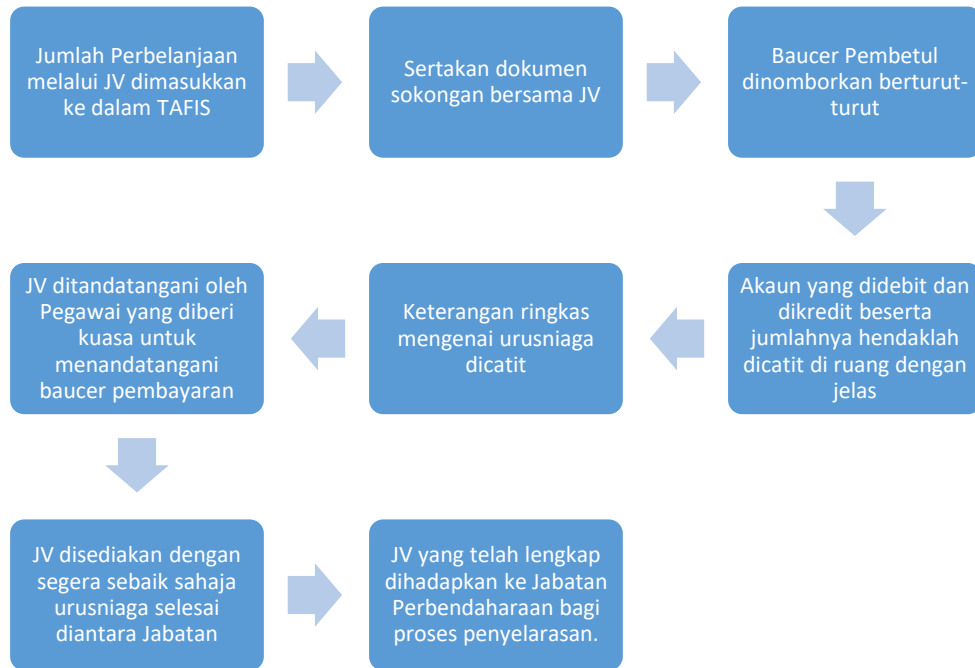 Jumlah Perbelanjaan
melalui JV dimasukkan
ke dalam TAFIS
Sertakan dokumen
sokongan bersama JV
Baucer Pembetul
dinomborkan berturut-
turut
Akaun yang didebit dan
dikredit beserta
jumlahnya hendaklah
dicatit di ruang dengan
jelas
Keterangan ringkas
mengenai urusniaga
dicatit
JV ditandatangani oleh
Pegawai yang diberi
kuasa untuk
menandatangani
baucer pembayaran
JV disediakan dengan
segera sebaik sahaja
urusniaga selesai
diantara Jabatan
JV yang telah lengkap
dihadapkan ke Jabatan
Perbendaharaan bagi
proses penyelarasan.